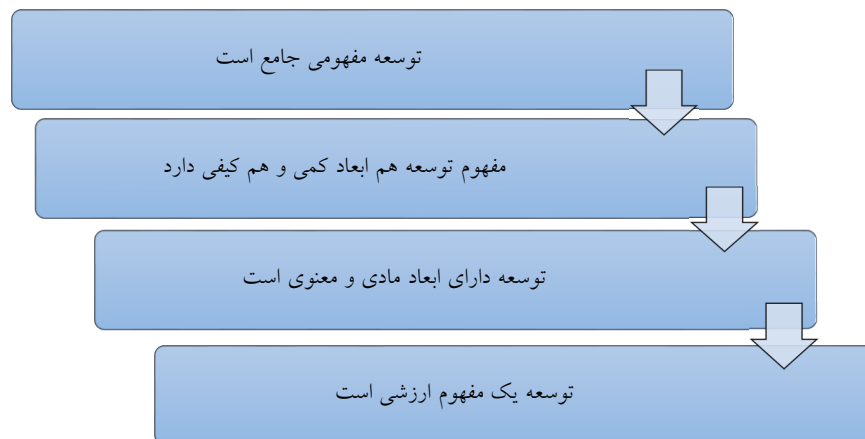 توسعه مفهومی جامع است
مفهوم توسعه هم ابعاد کمی و هم کیفی دارد
توسعه دارای ابعاد مادی و معنوی است
توسعه یک مفهوم ارزشی است